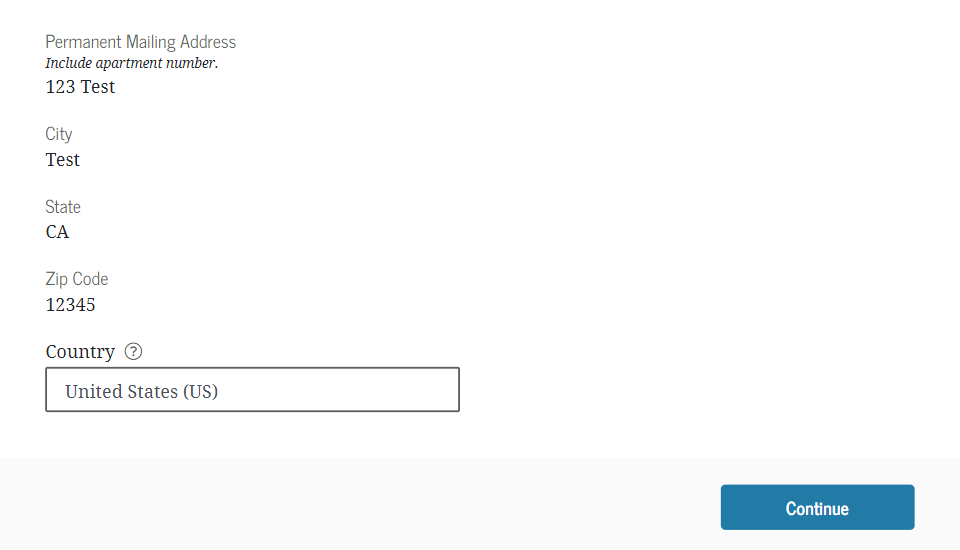 Permanent Mailing Address
Include apartment number.
123 Test
City
Test
State
CA
Zip Code
12345
Country ?
United States (US)
Continue